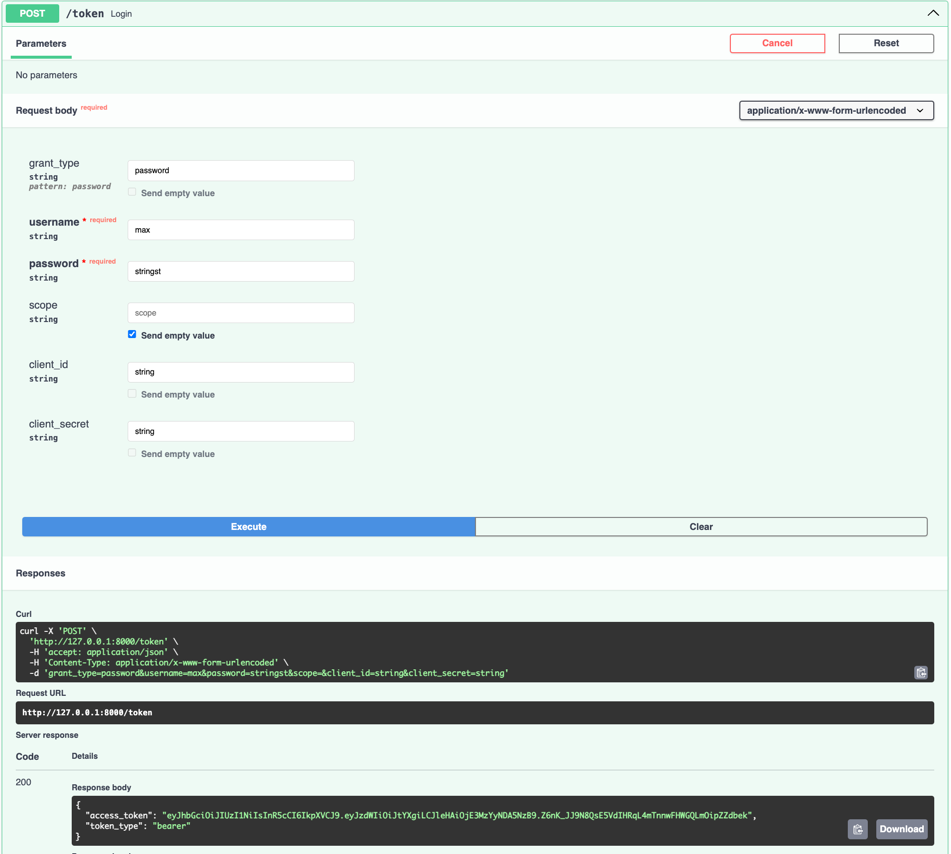 POST /token Login
Parameters
Cancel
Reset
No parameters
Request body required
application/x-www-form-urlencoded
grant_type
string
pattern: password
password
Send empty value
username * required
string
max
password * required
string
stringst
scope
string
scope
Send empty value
client_id
string
string
Send empty value
client_secret
string
string
Send empty value
Execute
Clear
Responses
Curl
curl -X 'POST' \
'http://127.0.0.1:8000/token' \
-H 'accept: application/json' \
-H 'Content-Type: application/x-www-form-urlencoded' \
-d 'grant_type=password&username=max&password=stringst&scope=&client_id=string&client_secret=string'
Request URL
http://127.0.0.1:8000/token
Server response
Code Details
200
Response body
{
"access_token": "eyJhbGciOiJIUzI1NiIsInR5cCI6IkpXVCJ9.eyJzdWIiOiJtYXgiLCJleHAiOjE3MzYyNDA5NzB9.Z6nK_JJ9N8QsE5VdIHRqL4mTnnwFHWGQLmOipZZdbek",
"token_type": "bearer"
}
Download